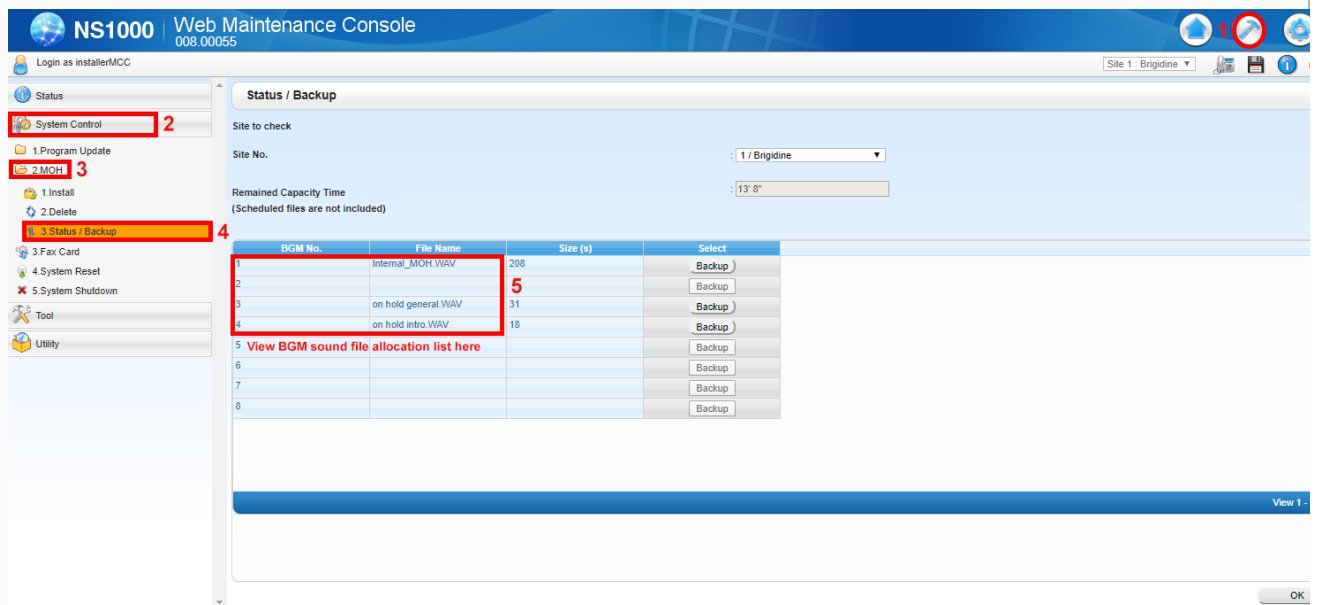 NS1000
Web Maintenance Console
008.00055
1
Login as installerMCC
Site 1 : Brigidine
Status
System Control 2
1.Program Update
2.MOH 3
1.Install
2.Delete
3.Status / Backup 4
3.Fax Card
4.System Reset
5.System Shutdown
Tool
Utility
Status / Backup
Site to check
Site No. : 1 / Brigidine
Remained Capacity Time : 13' 8"
(Scheduled files are not included)
BGM No. File Name Size (s) Select
1 Internal_MOH.WAV 208 Backup
2 5 Backup
3 on hold general.WAV 31 Backup
4 on hold intro.WAV 18 Backup
5 View BGM sound file allocation list here Backup
6 Backup
7 Backup
8 Backup
View 1 -
OK